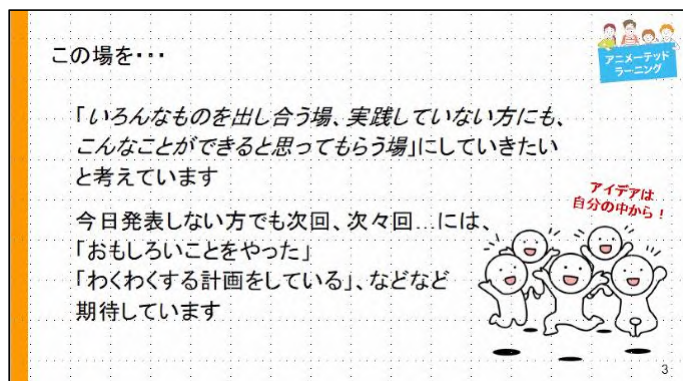 この場を・・・
アニメーテッド
ラーニング
「いろんなものを出し合う場、実践していない方にも、
こんなことができると思ってもらう場」にしていきたい
と考えています
アイデアは
自分の中から！
今日発表しない方でも次回、次々回…には、
「おもしろいことをやった」
「わくわくする計画をしている」、などなど
期待しています
3